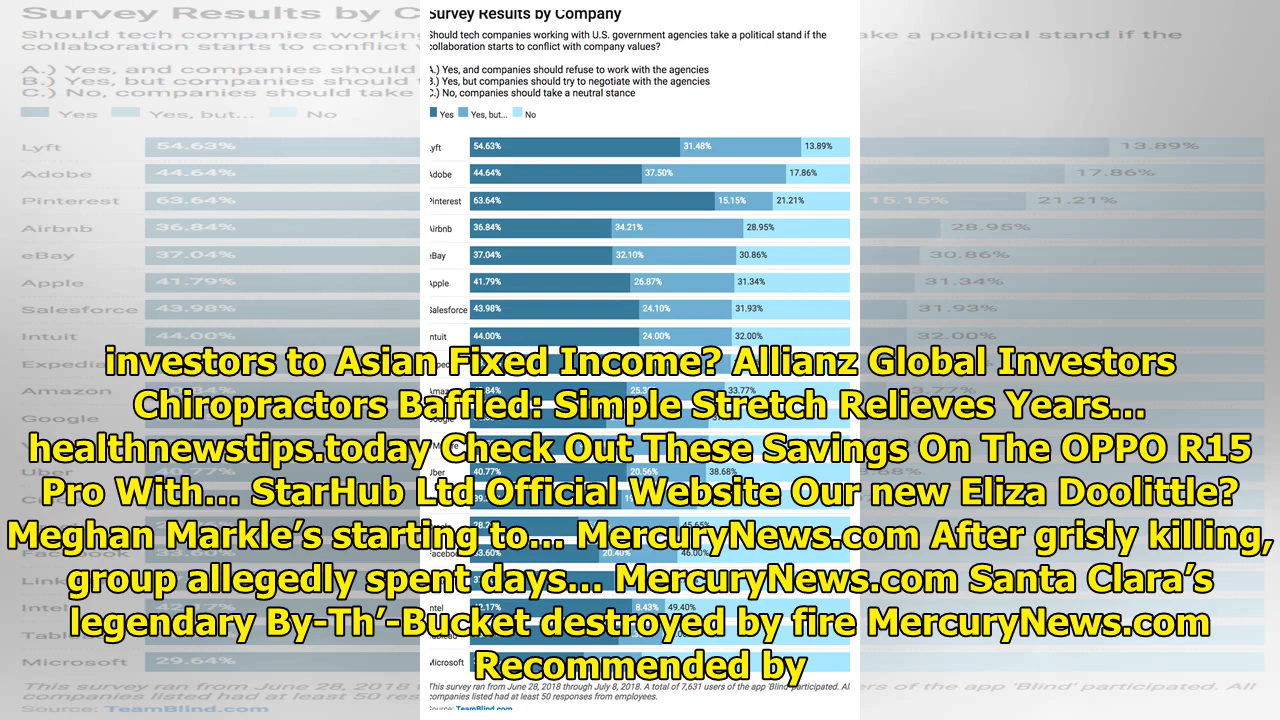 Survey Results by Company
Should tech companies working with U.S. government agencies take a political stand if the
collaboration starts to conflict with company values?
A.) Yes, and companies should refuse to work with the agencies
B.) Yes, but companies should try to negotiate with the agencies
C.) No, companies should take a neutral stance
Yes Yes, but... No
Lyft 54.63% 31.48% 13.89%
Adobe 44.64% 37.50% 17.86%
Pinterest 63.64% 15.15% 21.21%
Airbnb 36.84% 34.21% 28.95%
eBay 37.04% 32.10% 30.86%
Apple 41.79% 26.87% 31.34%
Salesforce 43.98% 24.10% 31.93%
Intuit 44.00% 24.00% 32.00%
Expedia
Amazon 33.77%
Google
Uber 40.77% 20.56% 38.68%
45.65%
Facebook 33.60% 20.40% 46.00%
Intel 42.17% 8.43% 49.40%
Tableau
Microsoft 29.64%
investors to Asian Fixed Income? Allianz Global Investors
Chiropractors Baffled: Simple Stretch Relieves Years...
healthnewstips.today Check Out These Savings On The OPPO R15
Pro With... StarHub Ltd Official Website Our new Eliza Doolittle?
Meghan Markle’s starting to... MercuryNews.com After grisly killing,
group allegedly spent days... MercuryNews.com Santa Clara’s
legendary By-Th’-Bucket destroyed by fire MercuryNews.com
Recommended by
This survey ran from June 28, 2018 through July 8, 2018. A total of 7,631 users of the app 'Blind' participated. All
companies listed had at least 50 responses from employees.
Source: TeamBlind.com